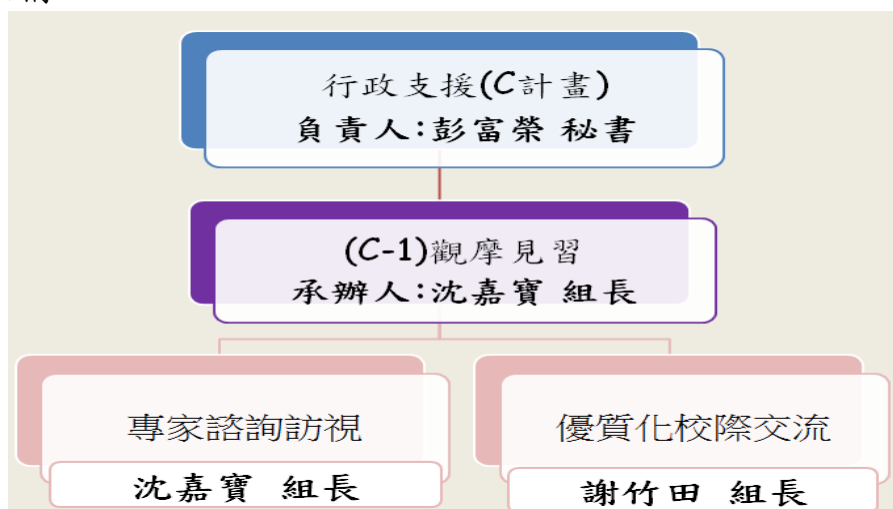 行政支援(C計畫)
負責人:彭富榮 秘書
(C-1)觀摩見習
承辦人:沈嘉寶 組長
專家諮詢訪視
沈嘉寶 組長
優質化校際交流
謝竹田 組長